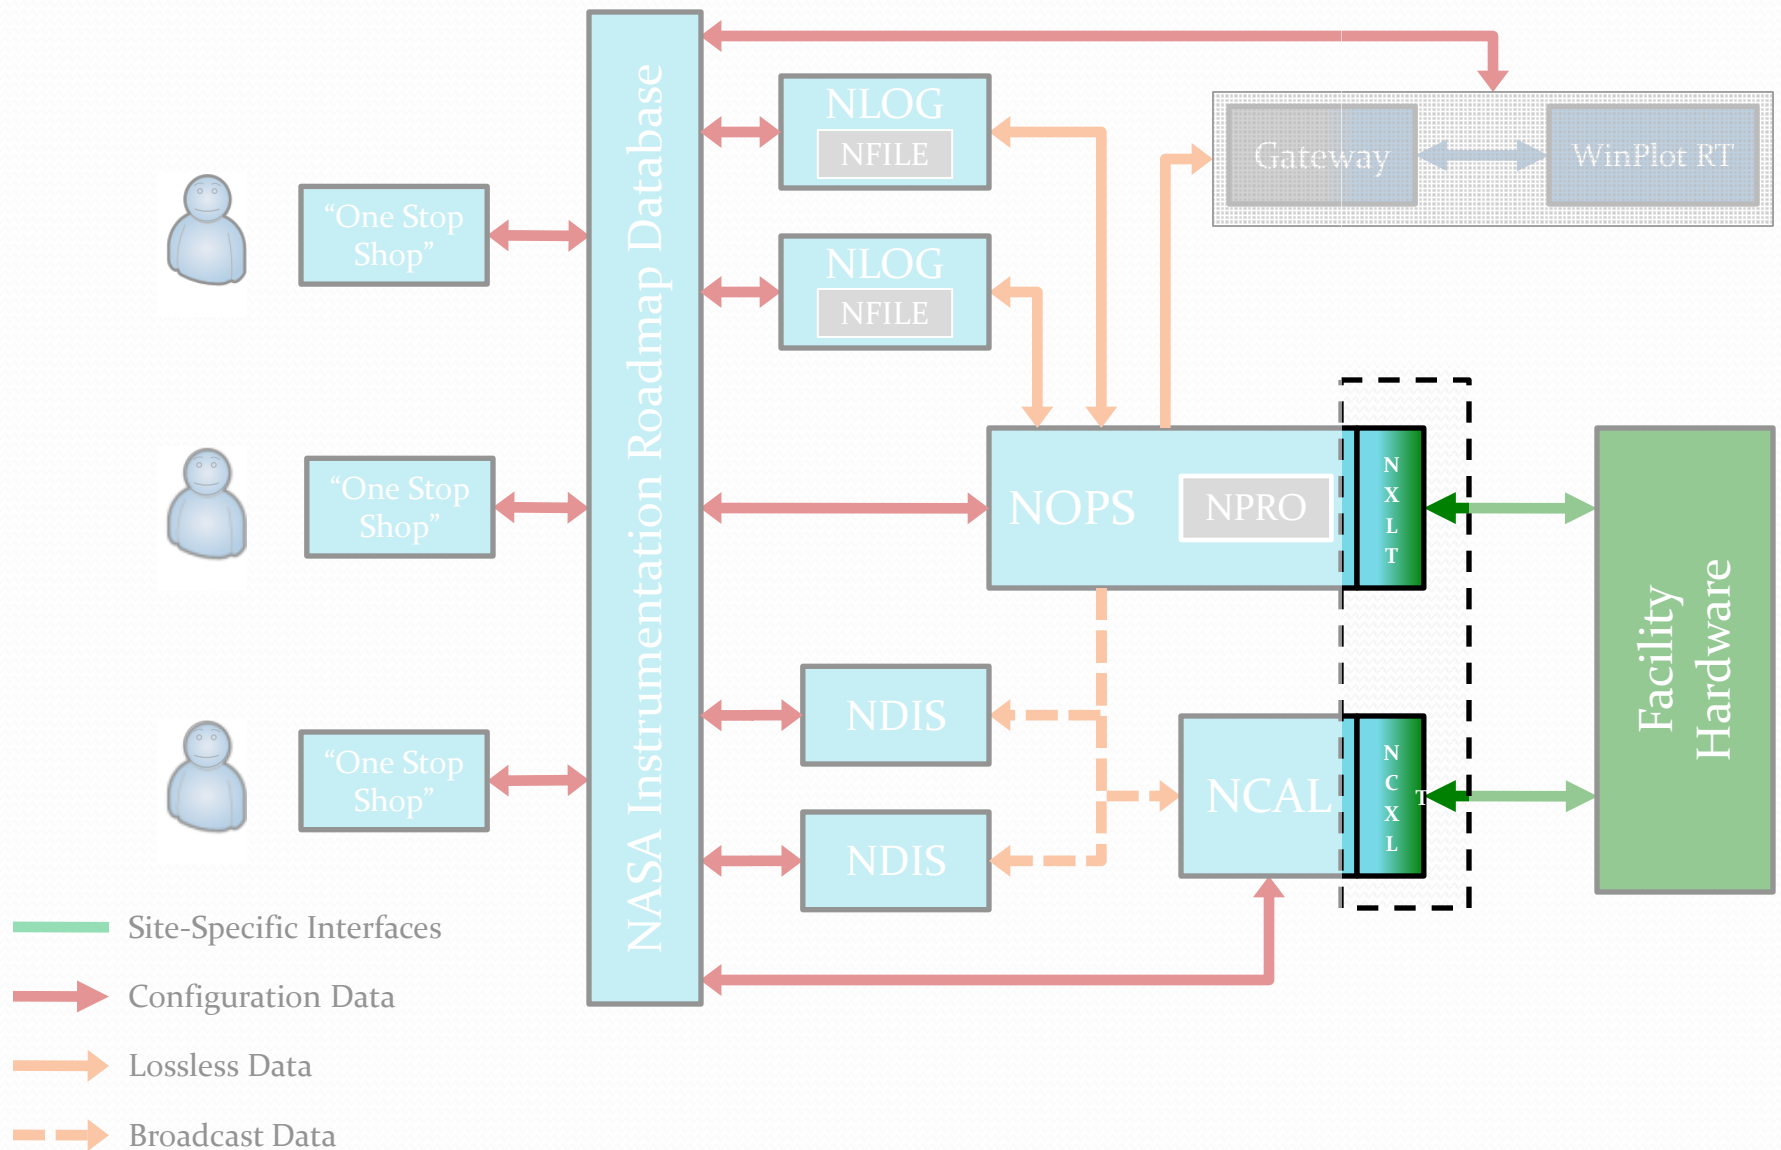 NASA Instrumentation Roadmap Database
NLOG
NFILE
Gateway
WinPlot RT
“One Stop
Shop”
NLOG
NFILE
“One Stop
Shop”
NOPS
NPRO
N
X
L
T
Facility
Hardware
“One Stop
Shop”
NDIS
NCAL
N
C
X
L
T
NDIS
Site-Specific Interfaces
Configuration Data
Lossless Data
Broadcast Data